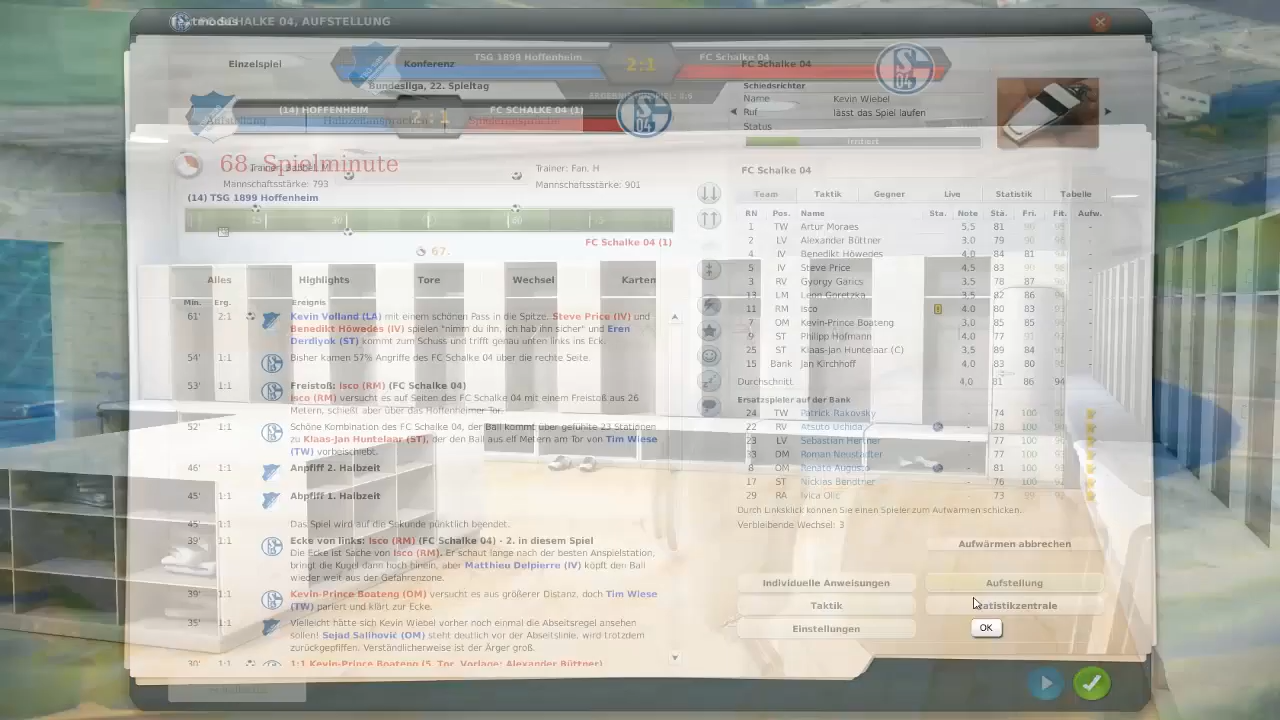 FC SCHALKE 04, AUFSTELLUNG
Einzelspiel
Konferenz
TSG 1899 Hoffenheim
2:1
FC Schalke 04
Bundesliga, 22. Spieltag
(14) HOFFENHEIM
FC SCHALKE 04 (1)
Aufstellung
Halbzeitansprachen
68. Spielminute
Trainer: Fan. H
Mannschaftsstärke: 793
Mannschaftsstärke: 901
(14) TSG 1899 Hoffenheim
FC Schalke 04 (1)
67.
Alles Highlights Tore Wechsel Karten
Min. Erg. Ereignis
61' 2:1 Kevin Volland (LA) mit einem schönen Pass in die Spitze. Steve Price (IV) und
Benedikt Höwedes (IV) spielen "nimm du ihn, ich hab ihn sicher" und Eren
Derdiyok (ST) kommt zum Schuss und trifft genau unten links ins Eck.
54' 1:1 Bisher kamen 57% Angriffe des FC Schalke 04 über die rechte Seite.
53' 1:1 Freistoß: Isco (RM) (FC Schalke 04)
Isco (RM) versucht es auf Seiten des FC Schalke 04 mit einem Freistoß aus 26
Metern, schießt aber über das Hoffenheimer Tor.
52' 1:1 Schöne Kombination des FC Schalke 04, der Ball kommt über gefühlte 23 Stationen
zu Klaas-Jan Huntelaar (ST), der den Ball aus elf Metern am Tor von Tim Wiese
(TW) vorbeischiebt.
46' 1:1 Anpfiff 2. Halbzeit
45' 1:1 Abpfiff 1. Halbzeit
45' 1:1 Das Spiel wird auf die Sekunde pünktlich beendet.
39' 1:1 Ecke von links: Isco (RM) (FC Schalke 04) - 2. in diesem Spiel
Die Ecke ist Sache von Isco (RM). Er schaut lange nach der besten Anspielstation,
bringt die Kugel dann hoch hinein, aber Matthieu Delpierre (IV) köpft den Ball
wieder weit aus der Gefahrenzone.
39' 1:1 Kevin-Prince Boateng (OM) versucht es aus größerer Distanz, doch Tim Wiese
(TW) pariert und klärt zur Ecke.
35' 1:1 Vielleicht hätte sich Kevin Wiebel vorher noch einmal die Abseitsregel ansehen
sollen! Sejad Salihovic (OM) steht deutlich vor der Abseitslinie, wird trotzdem
zurückgepfiffen. Verständlicherweise ist der Ärger groß.
30' 1:1 1:1 Kevin-Prince Boateng (5. Tor, Vorlage: Alexander Büttner)
FC Schalke 04
Schiedsrichter
Name Kevin Wiebel
Ruf lässt das Spiel laufen
Status
Irritiert
FC Schalke 04
Team Taktik Gegner Live Statistik Tabelle
RN Pos. Name Sta. Note Stä. Fri. Fit. Aufw.
1 TW Artur Moraes 5,5 81 -
2 LV Alexander Büttner 3,0 79 -
4 IV Benedikt Höwedes 4,0 84 81 -
5 IV Steve Price 4,5 83 -
3 RV György Garics 3,5 78 87 -
13 LM Leon Goretzka 3,5 82 86 -
11 RM Isco 4,0 80 83 -
7 OM Kevin-Prince Boateng 3,0 85 85 -
9 ST Philipp Hofmann 4,0 77 -
25 ST Klaas-Jan Huntelaar (C) 3,5 89 84 -
15 Bank Jan Kirchhoff 4,0 83 80 -
Durchschnitt 4,0 81 86 94
Ersatzspieler auf der Bank
24 TW Patrick Rakovsky - 74 100
22 RV Atsuto Uchida - 78 100
23 LV Sebastian Hertner - 77 100
33 DM Roman Neustädter - 77 100
8 OM Renato Augusto - 81 100
17 ST Nicklas Bendtner - 76 100
29 RA Ivica Olic - 73 99
Durch Linksklick können Sie einen Spieler zum Aufwärmen schicken.
Verbleibende Wechsel: 3
Aufwärmen abbrechen
Individuelle Anweisungen
Aufstellung
Taktik
Statistikzentrale
Einstellungen
OK